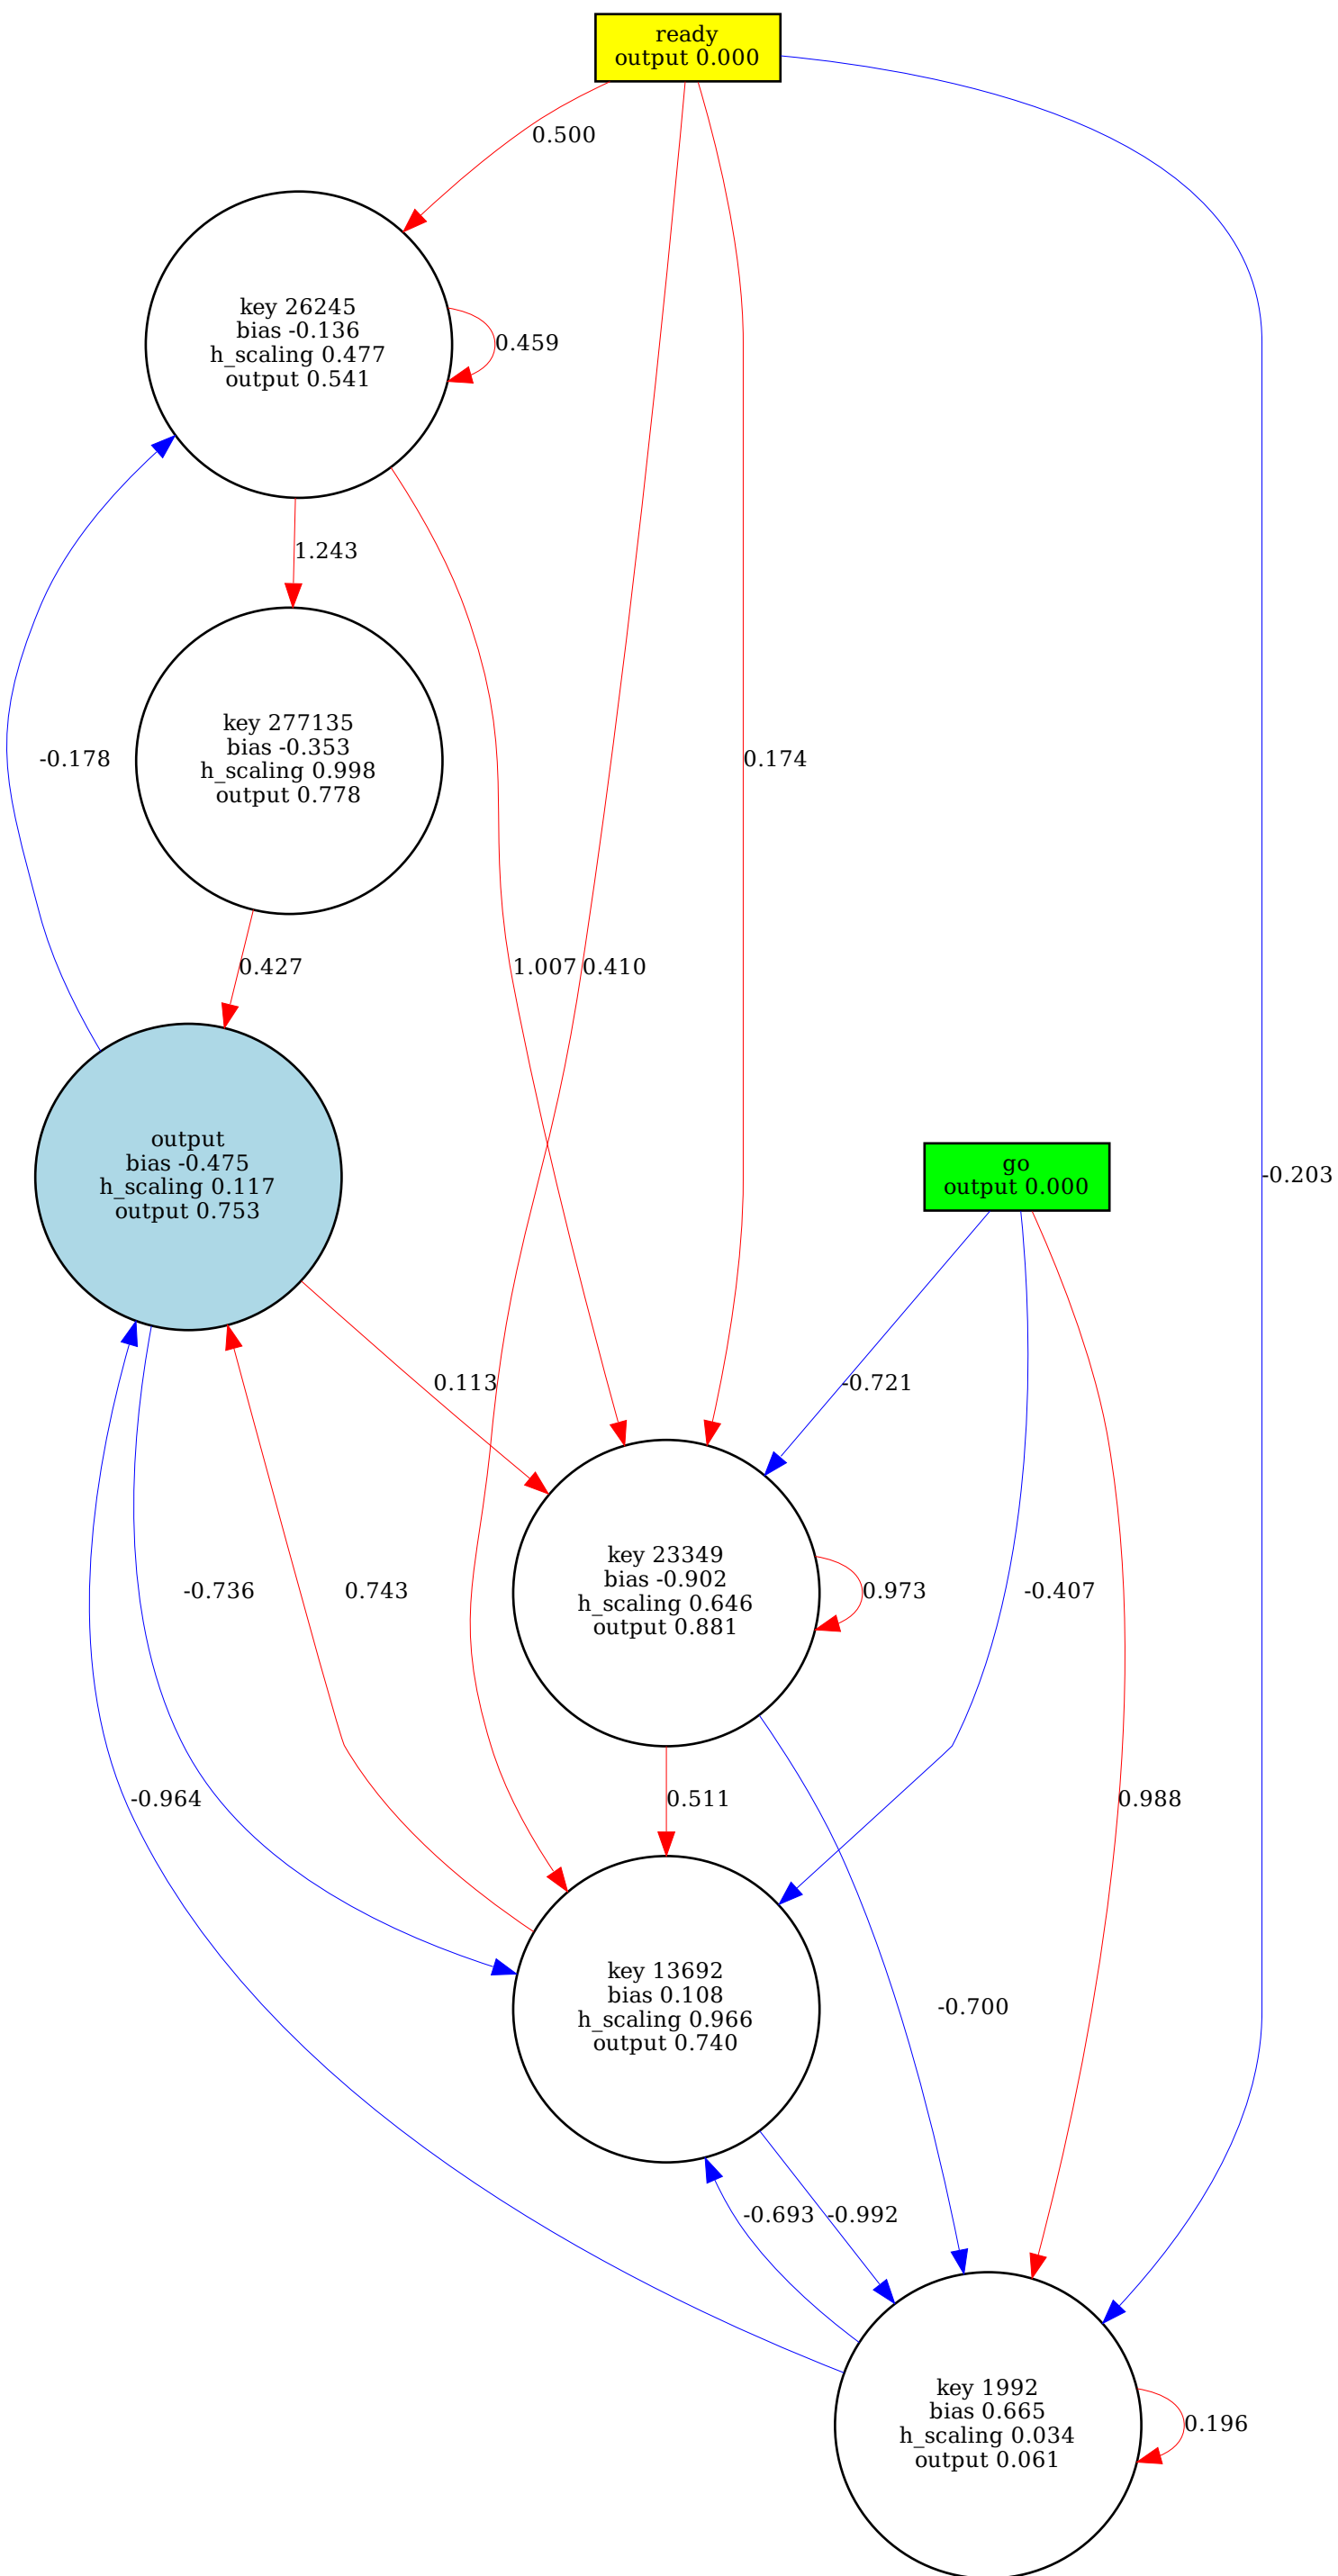 ready
output 0.000
0.500
key 26245
bias -0.136
h_scaling 0.477
output 0.541
0.459
1.243
key 277135
bias -0.353
h_scaling 0.998
output 0.778
-0.178
0.174
0.427
1.007
0.410
output
bias -0.475
h_scaling 0.117
output 0.753
go
output 0.000
-0.203
0.113
-0.721
key 23349
bias -0.902
h_scaling 0.646
output 0.881
-0.736
0.743
0.973
-0.407
-0.964
0.511
0.988
key 13692
bias 0.108
h_scaling 0.966
output 0.740
-0.700
-0.693
-0.992
key 1992
bias 0.665
h_scaling 0.034
output 0.061
0.196